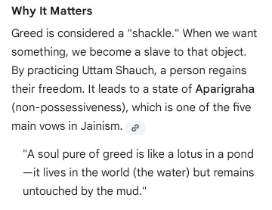 Why It Matters
Greed is considered a "shackle." When we want
something, we become a slave to that object.
By practicing Uttam Shauch, a person regains
their freedom. It leads to a state of Aparigraha
(non-possessiveness), which is one of the five
main vows in Jainism.
"A soul pure of greed is like a lotus in a pond
—it lives in the world (the water) but remains
untouched by the mud."